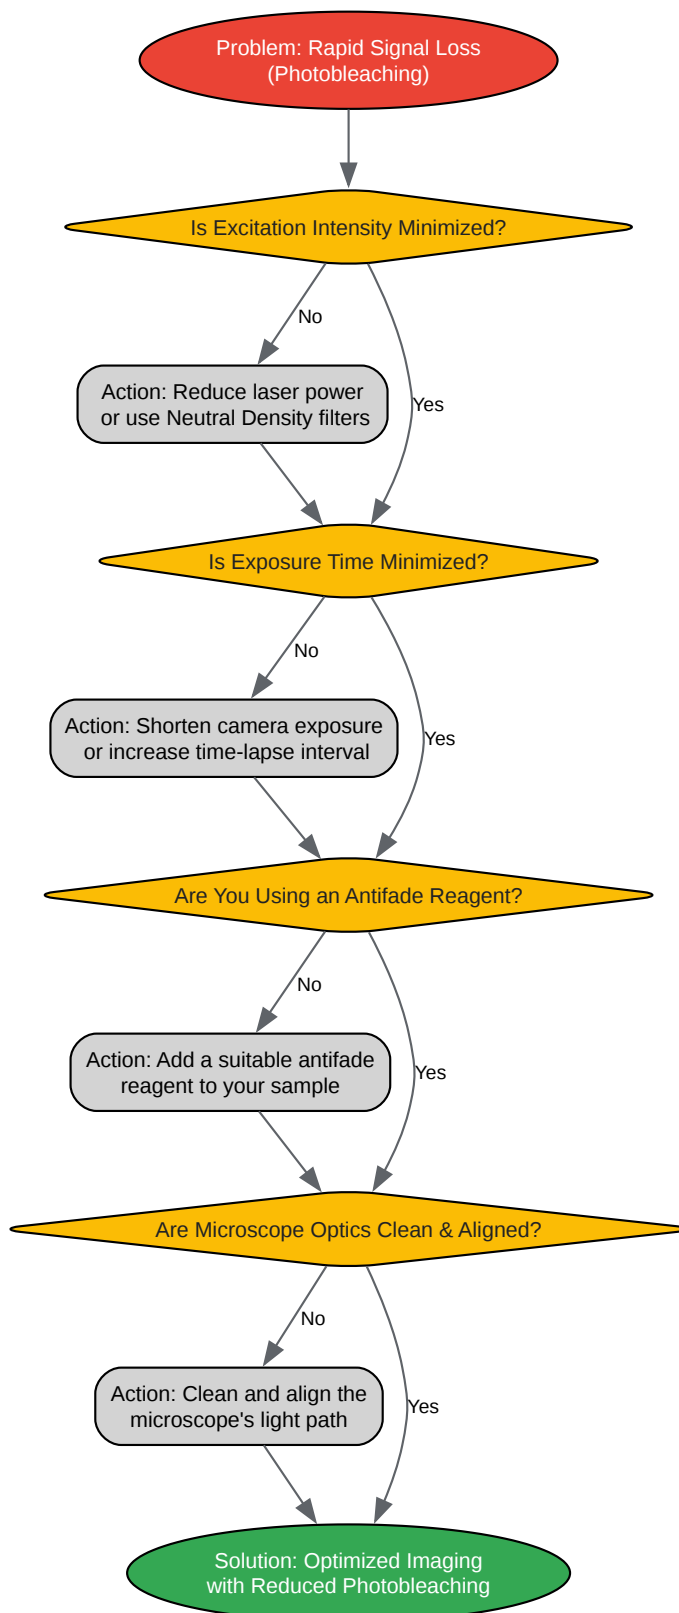 Problem: Rapid Signal Loss
(Photobleaching)
Is Excitation Intensity Minimized?
No
Action: Reduce laser power
or use Neutral Density filters
Yes
Is Exposure Time Minimized?
No
Action: Shorten camera exposure
or increase time-lapse interval
Yes
Are You Using an Antifade Reagent?
No
Action: Add a suitable antifade
reagent to your sample
Yes
Are Microscope Optics Clean & Aligned?
No
Action: Clean and align the
microscope's light path
Yes
Solution: Optimized Imaging
with Reduced Photobleaching